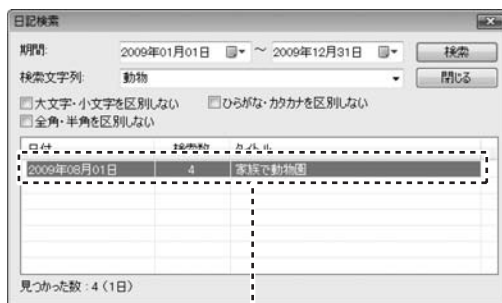 日記検索
期間: 2009年01月01日 ～ 2009年12月31日 検索
検索文字列: 動物 閉じる
大文字・小文字を区別しない ひらがな・カタカナを区別しない
全角・半角を区別しない
日付 検索数 タイトル
2009年08月01日 4 家族で動物園
見つかった数 : 4 (1日)